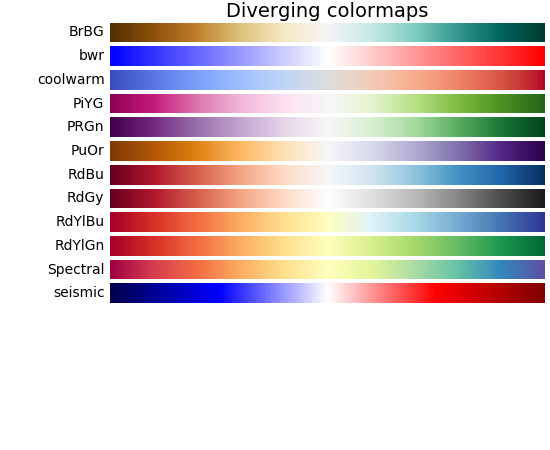 Diverging colormaps
BrBG
bwr
coolwarm
PiYG
PRGn
PuOr
RdBu
RdGy
RdYlBu
RdYlGn
Spectral
seismic